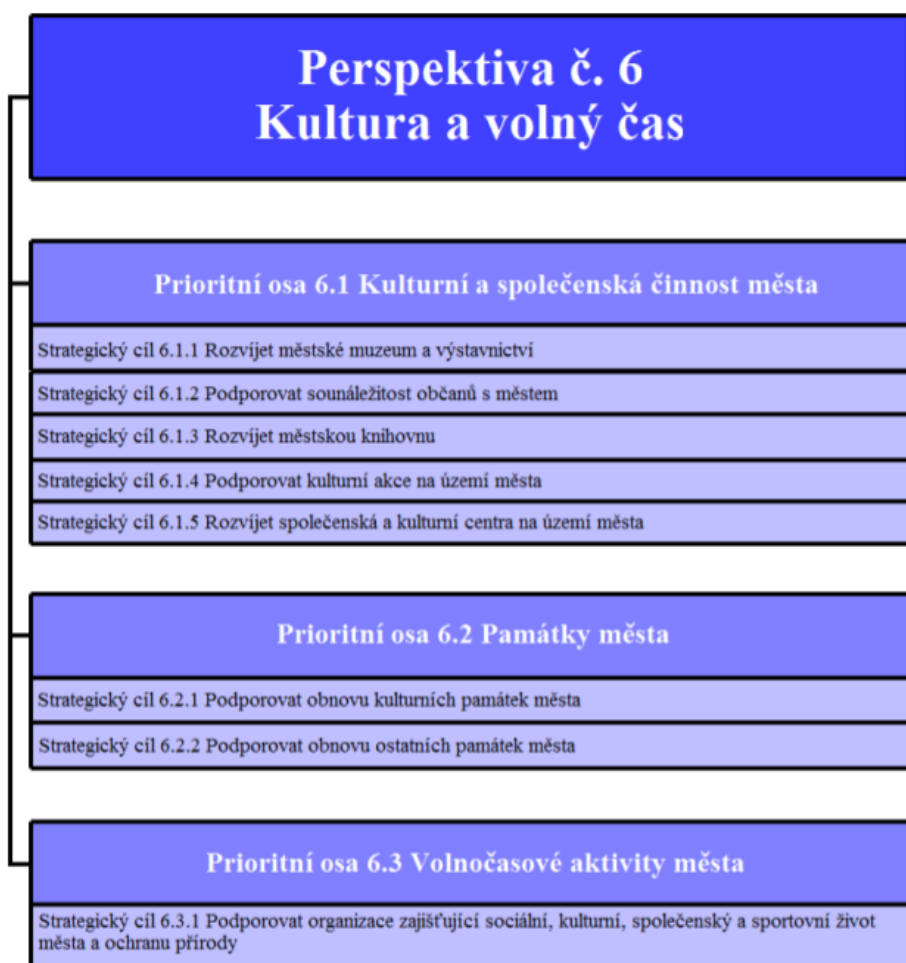 Perspektiva č. 6
Kultura a volný čas
Prioritní osa 6.1 Kulturní a společenská činnost města
Strategický cíl 6.1.1 Rozvíjet městské muzeum a výstavnictví
Strategický cíl 6.1.2 Podporovat sounáležitost občanů s městem
Strategický cíl 6.1.3 Rozvíjet městskou knihovnu
Strategický cíl 6.1.4 Podporovat kulturní akce na území města
Strategický cíl 6.1.5 Rozvíjet společenská a kulturní centra na území města
Prioritní osa 6.2 Památky města
Strategický cíl 6.2.1 Podporovat obnovu kulturních památek města
Strategický cíl 6.2.2 Podporovat obnovu ostatních památek města
Prioritní osa 6.3 Volnočasové aktivity města
Strategický cíl 6.3.1 Podporovat organizace zajišťující sociální, kulturní, společenský a sportovní život
města a ochranu přírody